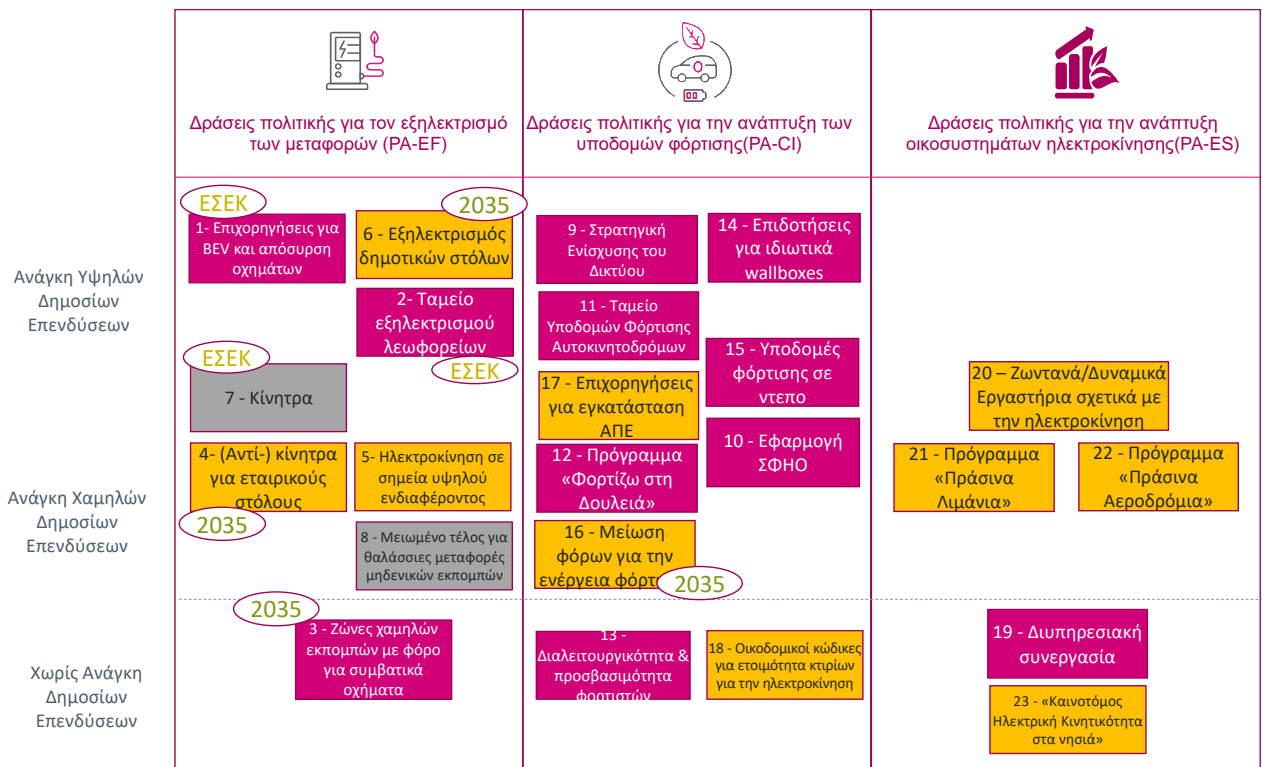 Δράσεις πολιτικής για τον εξηλεκτρισμό
των μεταφορών (PA-EF)
Δράσεις πολιτικής για την ανάπτυξη των
υποδομών φόρτισης(PA-CI)
Δράσεις πολιτικής για την ανάπτυξη
οικοσυστημάτων ηλεκτροκίνησης(PA-ES)
Ανάγκη Υψηλών
Δημοσίων
Επενδύσεων
ΕΣΕΚ
1- Επιχορηγήσεις για
BEV και απόσυρση
οχημάτων
2035
6 - Εξηλεκτρισμός
δημοτικών στόλων
2- Ταμείο
εξηλεκτρισμού
λεωφορείων
ΕΣΕΚ
ΕΣΕΚ
7 - Κίνητρα
9 - Στρατηγική
Ενίσχυση του
Δικτύου
14 - Επιδοτήσεις
για ιδιωτικά
wallboxes
11 - Ταμείο
Υποδομών Φόρτισης
Αυτοκινητοδρόμων
15 - Υποδομές
φόρτισης σε
ντεπο
17 - Επιχορηγήσεις
για εγκατάσταση
ΑΠΕ
20 – Ζωντανά/Δυναμικά
Εργαστήρια σχετικά με
την ηλεκτροκίνηση
Ανάγκη Χαμηλών
Δημοσίων
Επενδύσεων
4- (Αντί-) κίνητρα
για εταιρικούς
στόλους
2035
5- Ηλεκτροκίνηση σε
σημεία υψηλού
ενδιαφέροντος
8 - Μειωμένο τέλος για
θαλάσσιες μεταφορές
μηδενικών εκπομπών
12 - Πρόγραμμα
«Φορτίζω στη
Δουλειά»
10 - Εφαρμογή
ΣΦΗΟ
16 – Μείωση
φόρων για την
ενέργεια
2035
21 - Πρόγραμμα
«Πράσινα
Λιμάνια»
22 - Πρόγραμμα
«Πράσινα
Αεροδρόμια»
Χωρίς Ανάγκη
Δημοσίων
Επενδύσεων
2035
3 - Ζώνες χαμηλών
εκπομπών με φόρο
για συμβατικά
οχήματα
13 -
Διαλειτουργικότητα &
προσβασιμότητα
φορτιστών
18 - Οικοδομικοί κώδικες
για ετοιμότητα κτιρίων
για την ηλεκτροκίνηση
19 - Διυπηρεσιακή
συνεργασία
23 - «Καινοτόμος
Ηλεκτρική Κινητικότητα
στα νησιά»